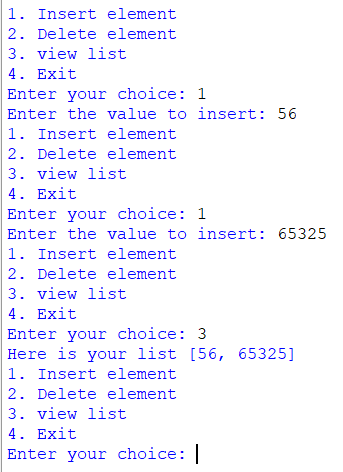 1. Insert element
2. Delete element
3. view list
4. Exit
Enter your choice: 1
Enter the value to insert: 56
1. Insert element
2. Delete element
3. view list
4. Exit
Enter your choice: 1
Enter the value to insert: 65325
1. Insert element
2. Delete element
3. view list
4. Exit
Enter your choice: 3
Here is your list [56, 65325]
1. Insert element
2. Delete element
3. view list
4. Exit
Enter your choice: